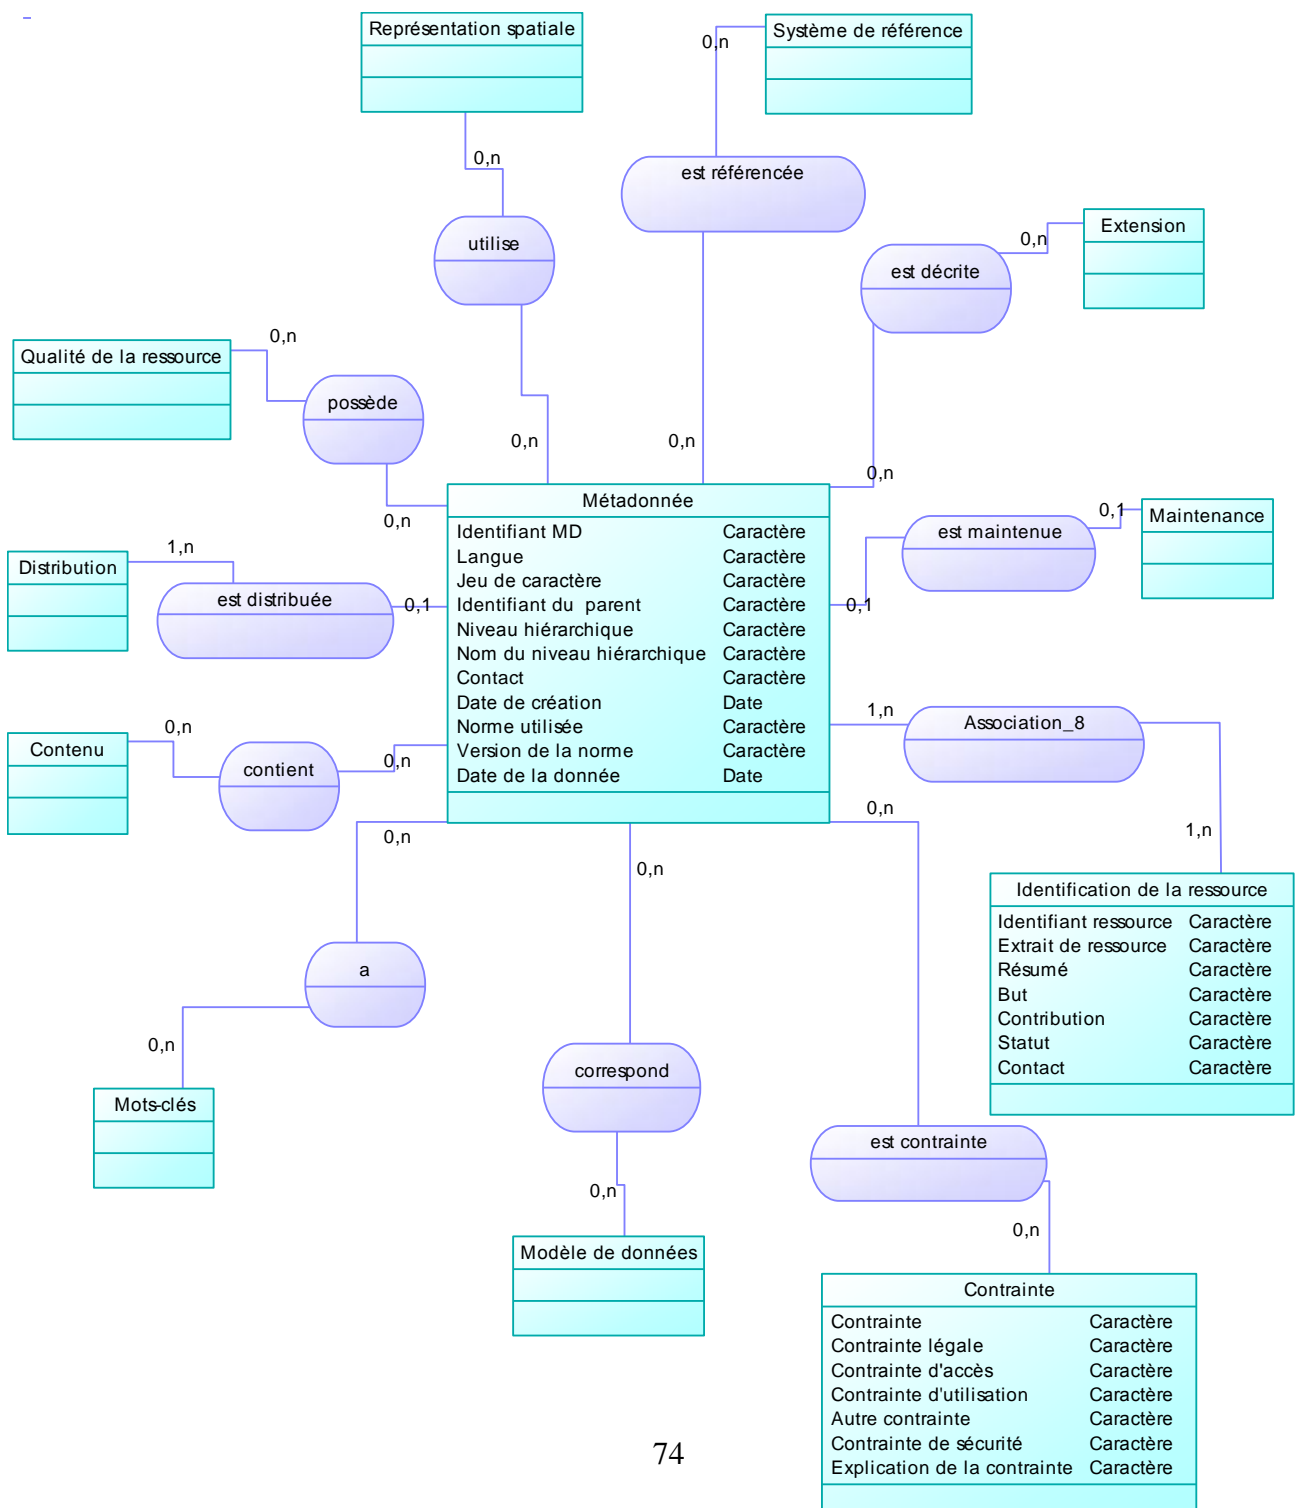 Représentation spatiale
Système de référence
0,n
0,n
est référencée
utilise
Extension
0,n
est décrite
0,n
Qualité de la ressource
possède
0,n
0,n
0,n
0,n
Métadonnée
Identifiant MD Caractère
Langue Caractère
Jeu de caractère Caractère
Identifiant du parent Caractère
Niveau hiérarchique Caractère
Nom du niveau hiérarchique Caractère
Contact Caractère
Date de création Date
Norme utilisée Caractère
Version de la norme Caractère
Date de la donnée Date
0,1
Maintenance
est maintenue
0,1
1,n
Distribution
est distribuée
0,1
1,n
Association_8
0,n
Contenu
contient
0,n
0,n
0,n
0,n
1,n
Identification de la ressource
Identifiant ressource Caractère
Extrait de ressource Caractère
Résumé Caractère
But Caractère
Contribution Caractère
Statut Caractère
Contact Caractère
a
0,n
Mots-clés
correspond
est contrainte
0,n
Modèle de données
0,n
Contrainte
Contrainte Caractère
Contrainte légale Caractère
Contrainte d'accès Caractère
Contrainte d'utilisation Caractère
Autre contrainte Caractère
Contrainte de sécurité Caractère
Explication de la contrainte Caractère
74